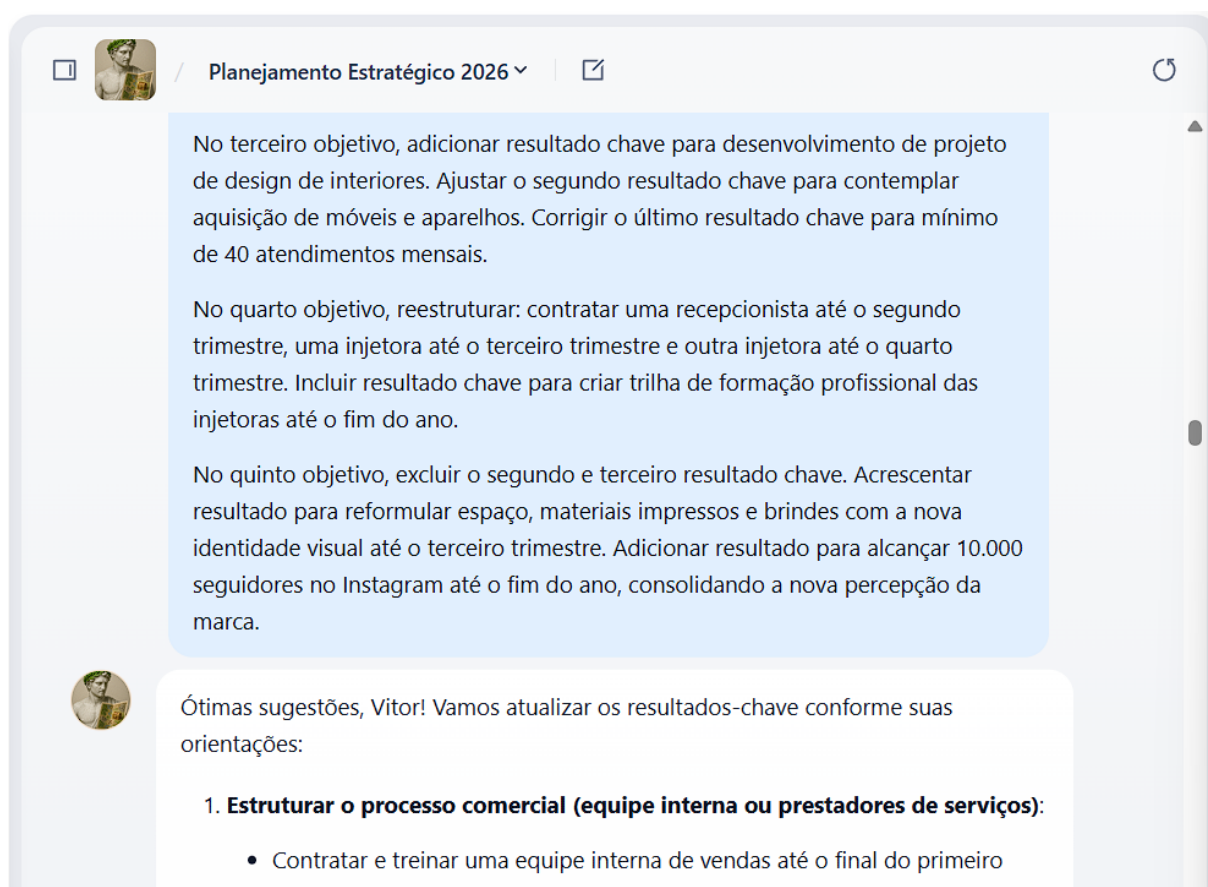 / Planejamento Estratégico 2026
No terceiro objetivo, adicionar resultado chave para desenvolvimento de projeto
de design de interiores. Ajustar o segundo resultado chave para contemplar
aquisição de móveis e aparelhos. Corrigir o último resultado chave para mínimo
de 40 atendimentos mensais.
No quarto objetivo, reestruturar: contratar uma recepcionista até o segundo
trimestre, uma injetora até o terceiro trimestre e outra injetora até o quarto
trimestre. Incluir resultado chave para criar trilha de formação profissional das
injetoras até o fim do ano.
No quinto objetivo, excluir o segundo e terceiro resultado chave. Acrescentar
resultado para reformular espaço, materiais impressos e brindes com a nova
identidade visual até o terceiro trimestre. Adicionar resultado para alcançar 10.000
seguidores no Instagram até o fim do ano, consolidando a nova percepção da
marca.
Ótimas sugestões, Vitor! Vamos atualizar os resultados-chave conforme suas
orientações:
1. Estruturar o processo comercial (equipe interna ou prestadores de serviços):
• Contratar e treinar uma equipe interna de vendas até o final do primeiro